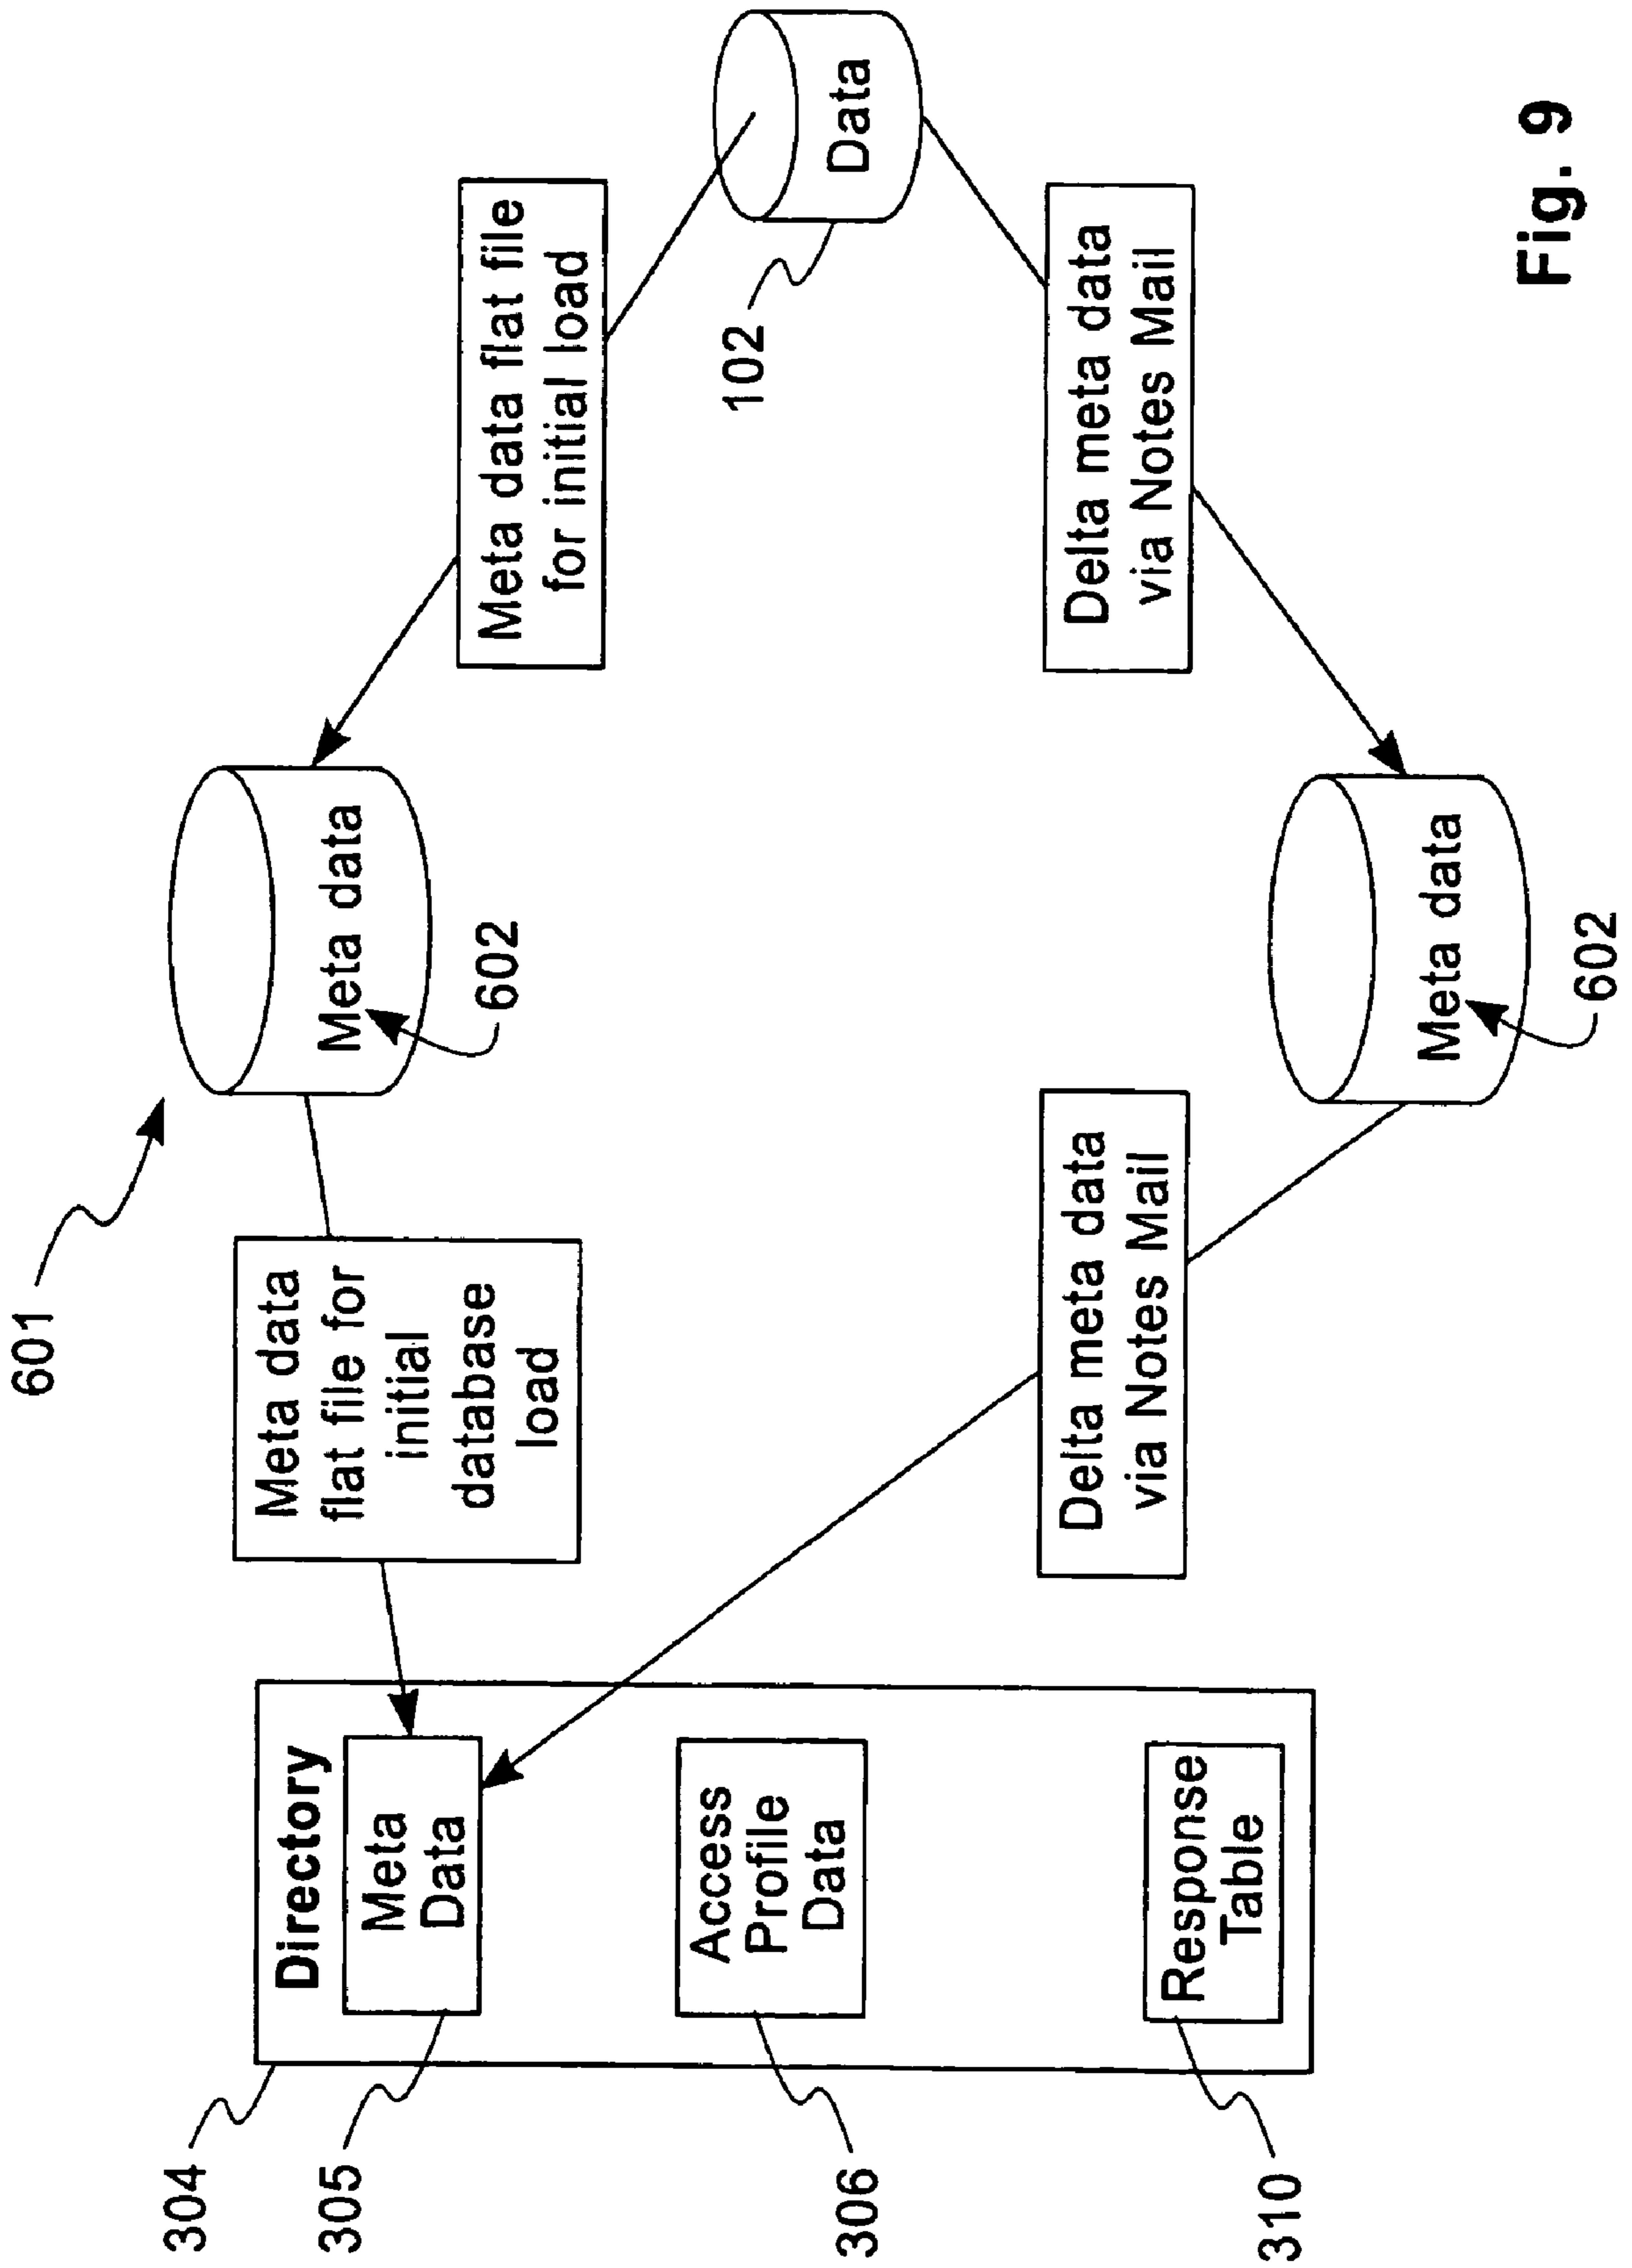 601
Meta data
602
Meta data flat file
for initial load
Meta data
flat file for
initial
database
load
304
Directory
305
Meta
Data
306
Access
Profile
Data
310
Response
Table
102
Data
Delta meta data
via Notes Mail
Delta meta data
via Notes Mail
Meta data
602
Fig. 9